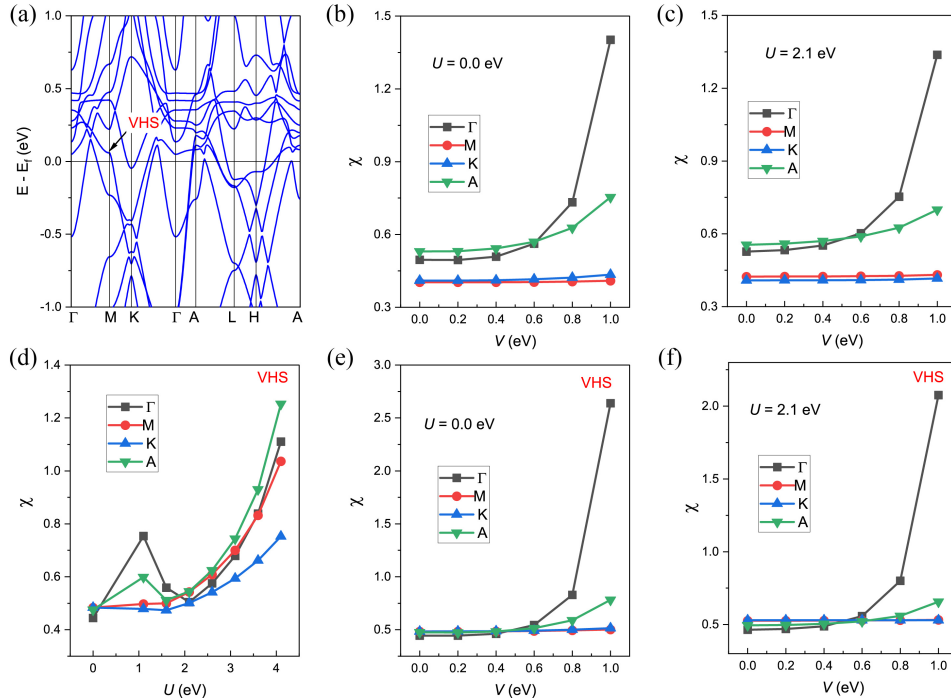 (a)
1.0
0.5
0.0
-0.5
-1.0
E - E_f (eV)
VHS
Γ M K Γ A L H A
(b)
1.5
1.2
0.9
0.6
0.3
χ
U = 0.0 eV
Γ
M
K
A
0.0 0.2 0.4 0.6 0.8 1.0
V (eV)
(c)
1.5
1.2
0.9
0.6
0.3
χ
U = 2.1 eV
Γ
M
K
A
0.0 0.2 0.4 0.6 0.8 1.0
V (eV)
(d)
1.4
1.2
1.0
0.8
0.6
0.4
χ
VHS
Γ
M
K
A
0 1 2 3 4
U (eV)
(e)
3.0
2.5
2.0
1.5
1.0
0.5
χ
VHS
U = 0.0 eV
Γ
M
K
A
0.0 0.2 0.4 0.6 0.8 1.0
V (eV)
(f)
2.0
1.5
1.0
0.5
χ
VHS
U = 2.1 eV
Γ
M
K
A
0.0 0.2 0.4 0.6 0.8 1.0
V (eV)